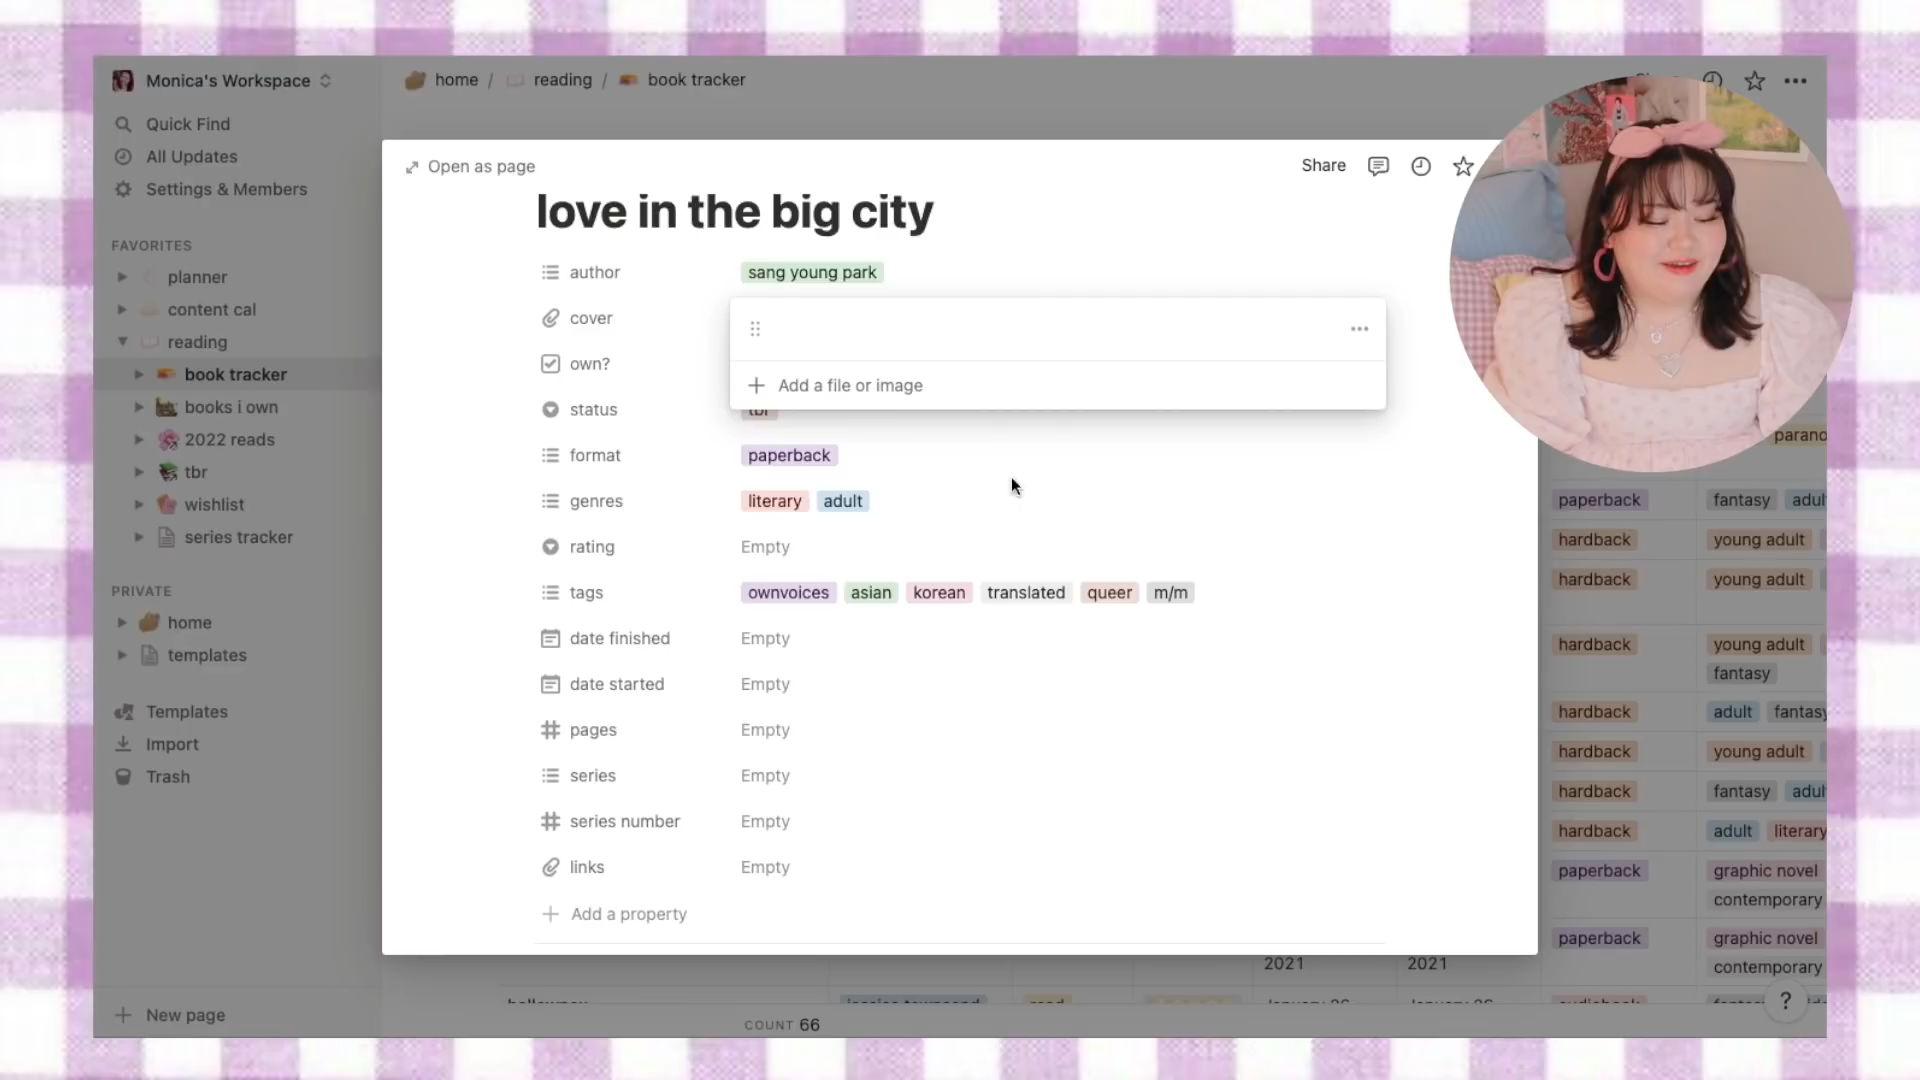 Monica's Workspace
home / reading / book tracker
Quick Find
All Updates
Settings & Members
FAVORITES
planner
content cal
reading
book tracker
books i own
2022 reads
tbr
wishlist
series tracker
PRIVATE
home
templates
Templates
Import
Trash
New page
Open as page
Share
love in the big city
author sang young park
cover
Add a file or image
own?
status tbr
format paperback
genres literary adult
rating Empty
tags ownvoices asian korean translated queer m/m
date finished Empty
date started Empty
pages Empty
series Empty
series number Empty
links Empty
Add a property
parano
paperback fantasy adul
hardback young adult
hardback young adult
hardback young adult
fantasy
hardback adult fantasy
hardback young adult
hardback fantasy adul
hardback adult literary
paperback graphic novel
contemporary
paperback graphic novel
contemporary
2021 2021
COUNT 66
?